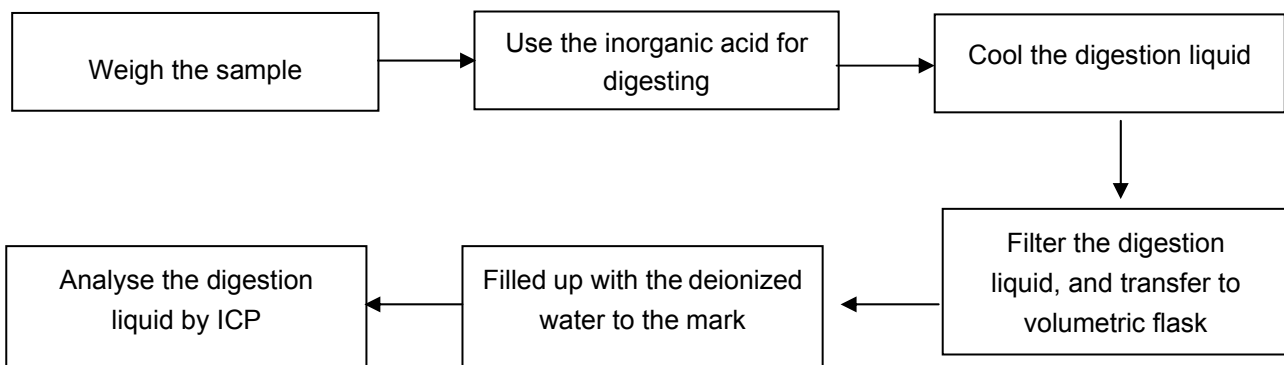 Weigh the sample
Use the inorganic acid for
digesting
Cool the digestion liquid
Filter the digestion
liquid, and transfer to
volumetric flask
Filled up with the deionized
water to the mark
Analyse the digestion
liquid by ICP